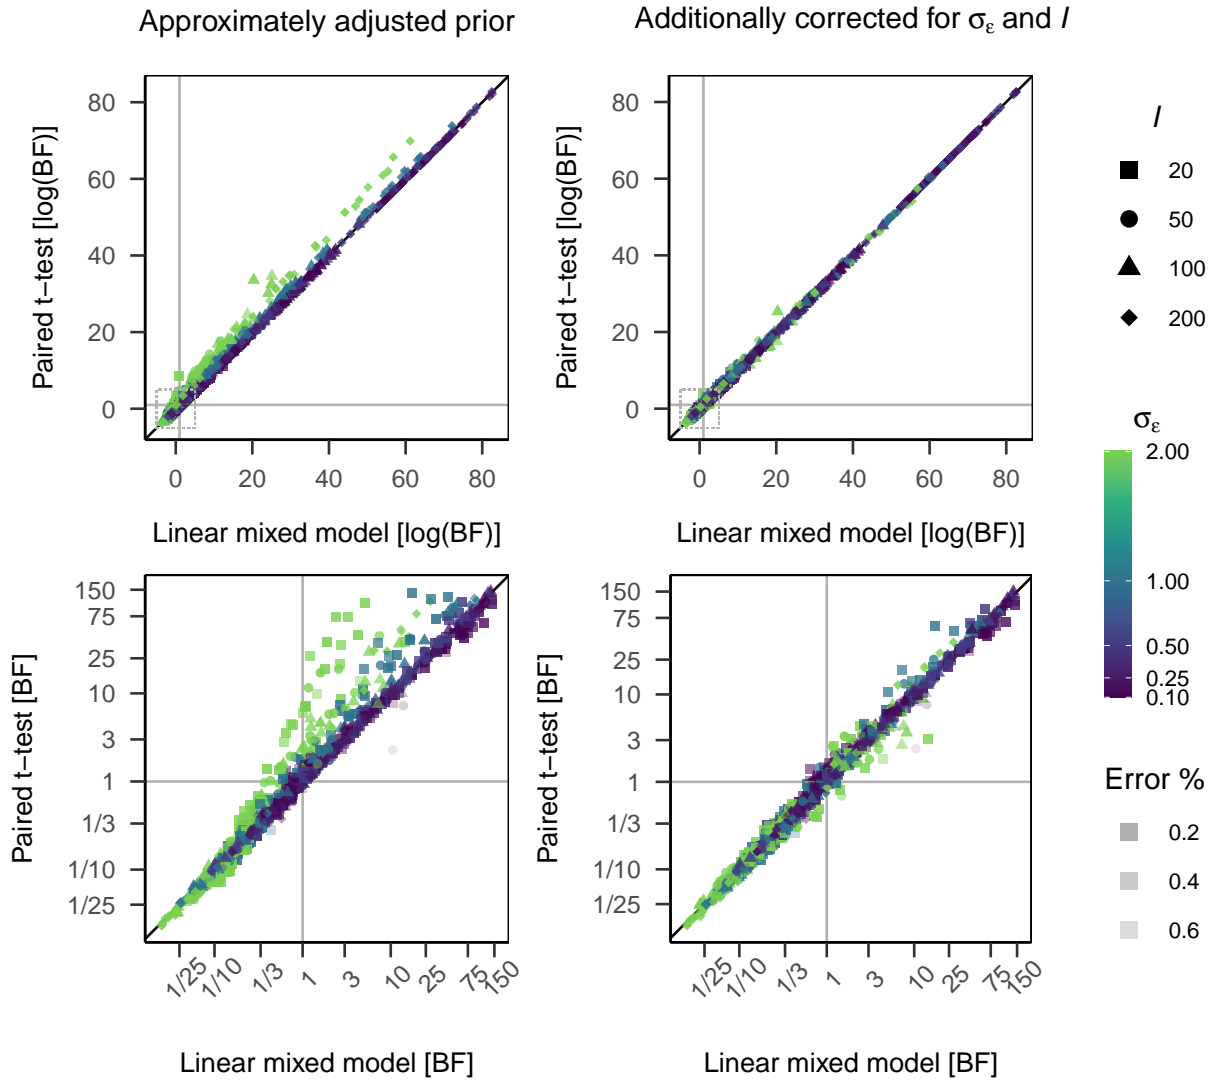 Approximately adjusted prior
Additionally corrected for σε and I
Paired t−test [log(BF)]
80
60
40
20
0
0 20 40 60 80
Linear mixed model [log(BF)]
Paired t−test [log(BF)]
80
60
40
20
0
0 20 40 60 80
Linear mixed model [log(BF)]
Paired t−test [BF]
150
75
25
10
3
1
1/3
1/10
1/25
1/25 1/10 1/3 1 3 10 25 75 150
Linear mixed model [BF]
Paired t−test [BF]
150
75
25
10
3
1
1/3
1/10
1/25
1/25 1/10 1/3 1 3 10 25 75 150
Linear mixed model [BF]
I
20
50
100
200
σε
2.00
1.00
0.50
0.25
0.10
Error %
0.2
0.4
0.6